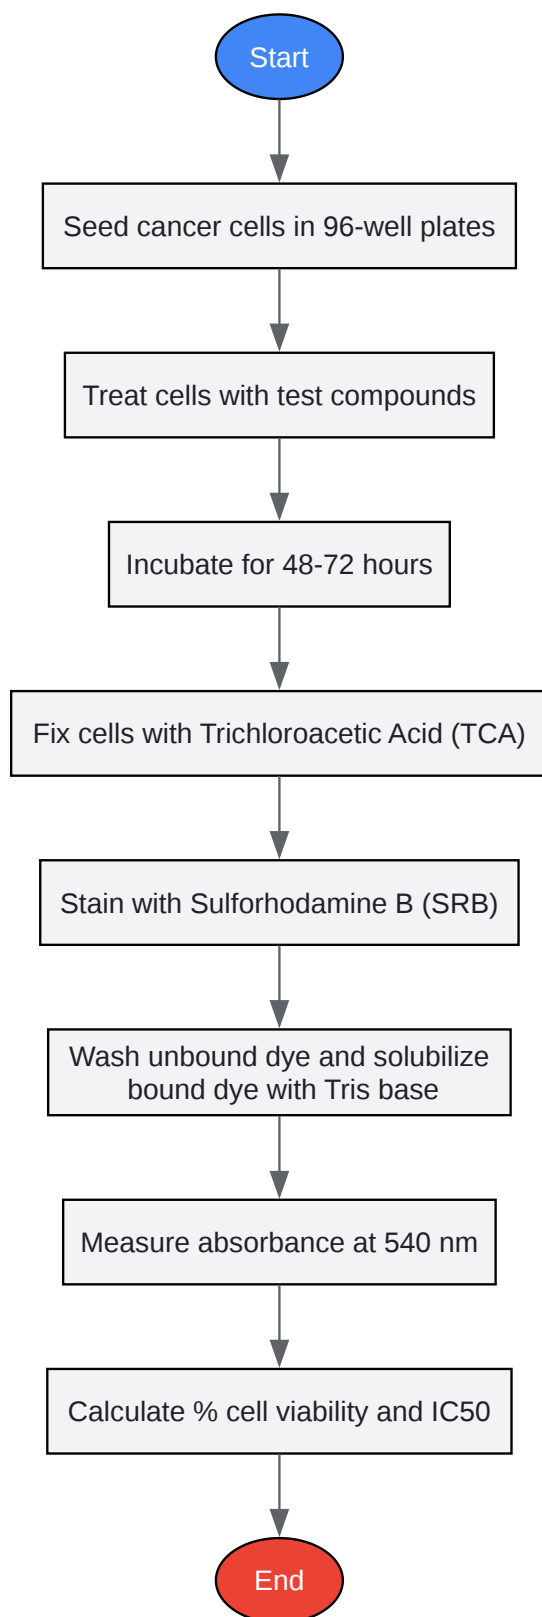 Start
Seed cancer cells in 96-well plates
Treat cells with test compounds
Incubate for 48-72 hours
Fix cells with Trichloroacetic Acid (TCA)
Stain with Sulforhodamine B (SRB)
Wash unbound dye and solubilize
bound dye with Tris base
Measure absorbance at 540 nm
Calculate % cell viability and IC50
End